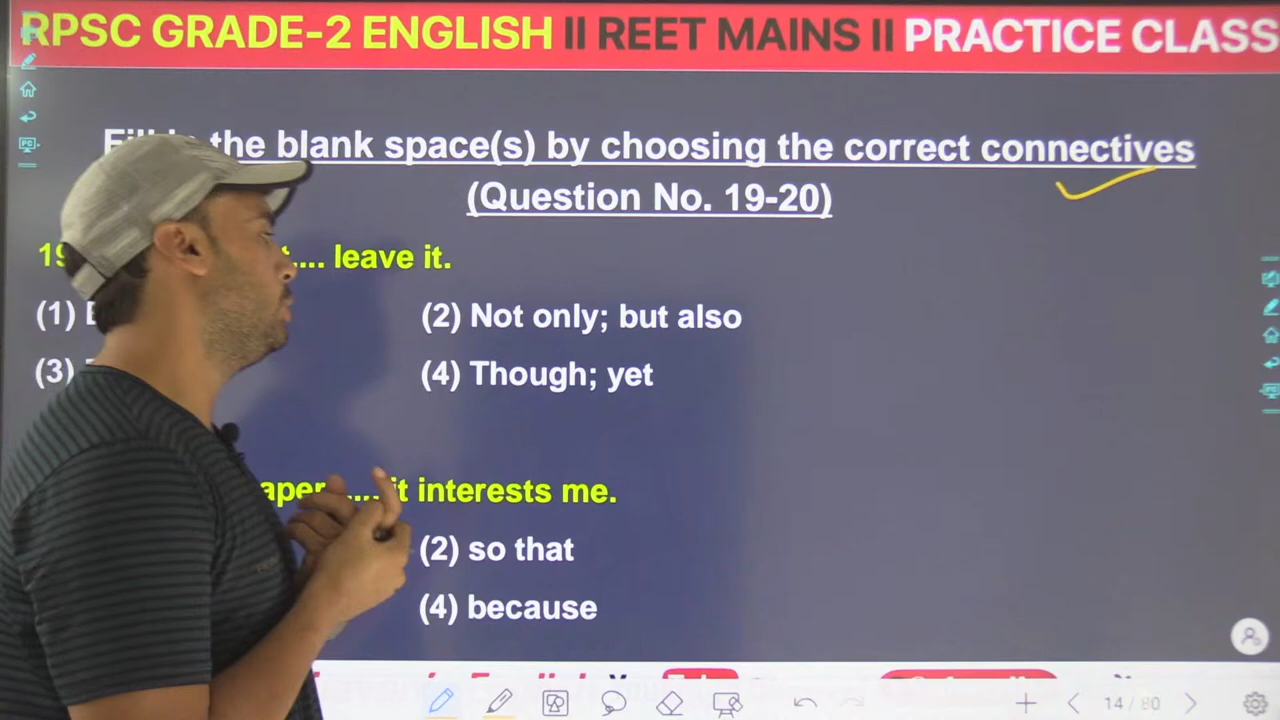 RPSC GRADE-2 ENGLISH II REET MAINS II PRACTICE CLASS
the blank space(s) by choosing the correct connectives
(Question No. 19-20)
19 .... leave it.
(1) (2) Not only; but also
(3) (4) Though; yet
.... it interests me.
(2) so that
(4) because
14 / 80